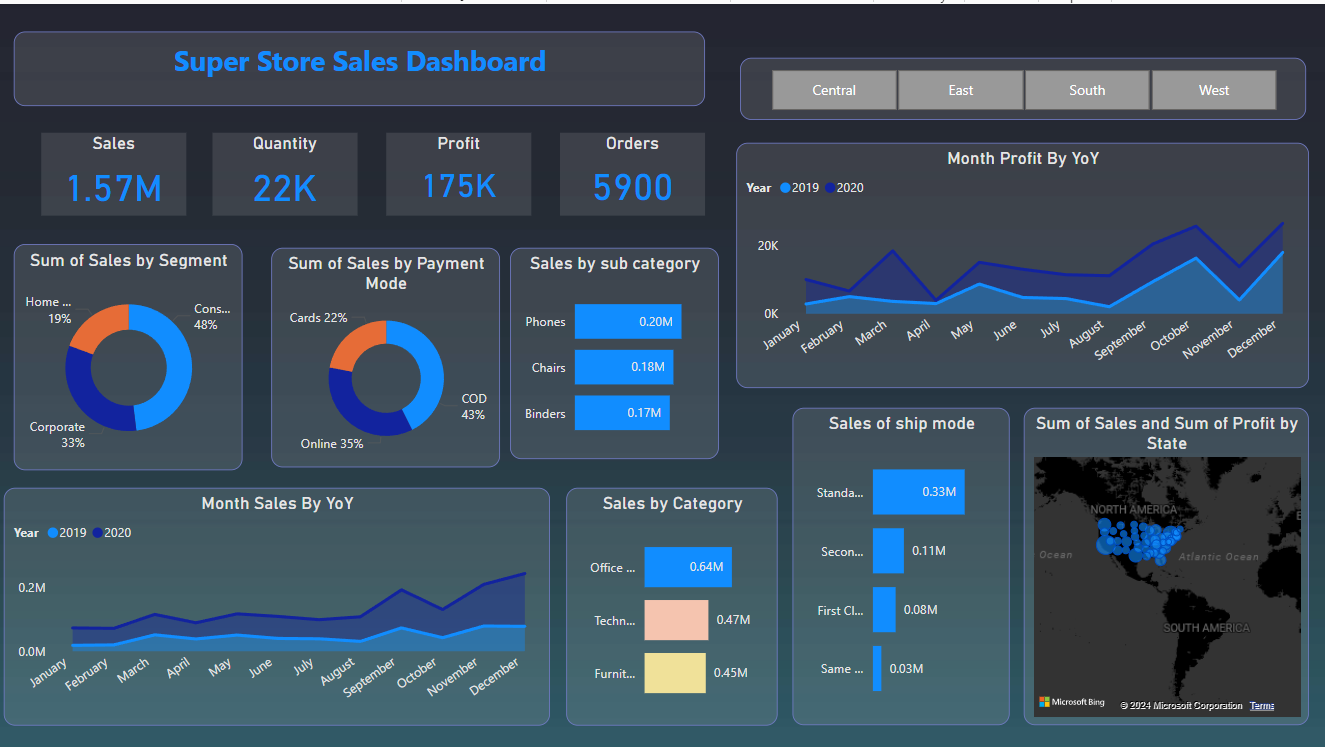 Super Store Sales Dashboard
Central
East
South
West
Sales
1.57M
Quantity
22K
Profit
175K
Orders
5900
Month Profit By YoY
Year 2019 2020
20K
0K
January
February
March
April
May
June
July
August
September
October
November
December
Sum of Sales by Segment
Home ...
19%
Cons...
48%
Corporate
33%
Sum of Sales by Payment
Mode
Cards 22%
COD
43%
Online 35%
Sales by sub category
Phones 0.20M
Chairs 0.18M
Binders 0.17M
Month Sales By YoY
Year 2019 2020
0.2M
0.0M
January
February
March
April
May
June
July
August
September
October
November
December
Sales by Category
Office ... 0.64M
Techn... 0.47M
Furnit... 0.45M
Sales of ship mode
Standa... 0.33M
Secon... 0.11M
First Cl... 0.08M
Same ... 0.03M
Sum of Sales and Sum of Profit by
State
NORTH AMERICA
Ocean
Atlantic Ocean
SOUTH AMERICA
Microsoft Bing
© 2024 Microsoft Corporation Terms